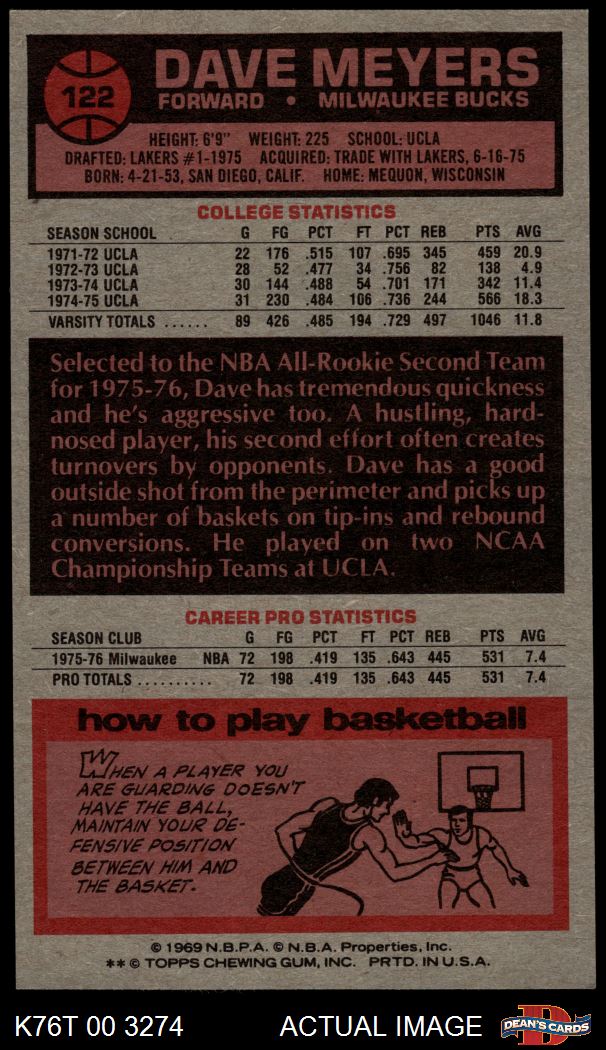 122
DAVE MEYERS
FORWARD • MILWAUKEE BUCKS
HEIGHT: 6'9" WEIGHT: 225 SCHOOL: UCLA
DRAFTED: LAKERS #1-1975 ACQUIRED: TRADE WITH LAKERS, 6-16-75
BORN: 4-21-53, SAN DIEGO, CALIF. HOME: MEQUON, WISCONSIN
COLLEGE STATISTICS
SEASON SCHOOL G FG PCT FT PCT REB PTS AVG
1971-72 UCLA 22 176 .515 107 .695 345 459 20.9
1972-73 UCLA 28 52 .477 34 .756 82 138 4.9
1973-74 UCLA 30 144 .488 54 .701 171 342 11.4
1974-75 UCLA 31 230 .484 106 .736 244 566 18.3
VARSITY TOTALS ...... 89 426 .485 194 .729 497 1046 11.8
Selected to the NBA All-Rookie Second Team
for 1975-76, Dave has tremendous quickness
and he's aggressive too. A hustling, hard-
nosed player, his second effort often creates
turnovers by opponents. Dave has a good
outside shot from the perimeter and picks up
a number of baskets on tip-ins and rebound
conversions. He played on two NCAA
Championship Teams at UCLA.
CAREER PRO STATISTICS
SEASON CLUB G FG PCT FT PCT REB PTS AVG
1975-76 Milwaukee NBA 72 198 .419 135 .643 445 531 7.4
PRO TOTALS .......... 72 198 .419 135 .643 445 531 7.4
how to play basketball
WHEN A PLAYER YOU
ARE GUARDING DOESN'T
HAVE THE BALL,
MAINTAIN YOUR DE-
FENSIVE POSITION
BETWEEN HIM AND
THE BASKET.
© 1969 N.B.P.A. © N.B.A. Properties, Inc.
** © TOPPS CHEWING GUM, INC. PRTD. IN U.S.A.
K76T 00 3274 ACTUAL IMAGE DEAN'S CARDS